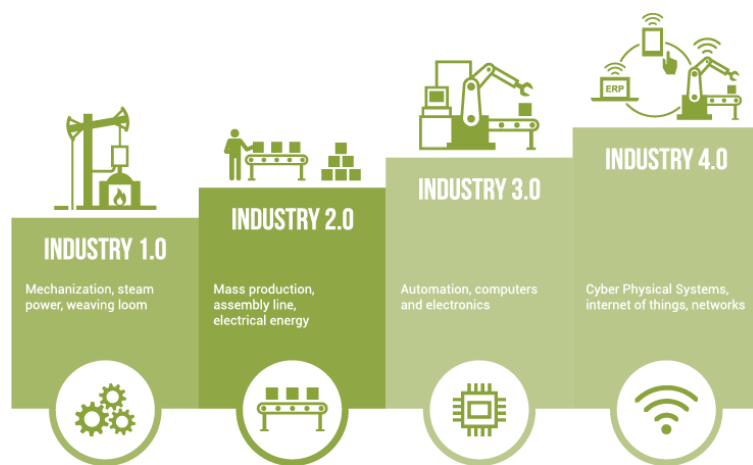 ERP
INDUSTRY 1.0
Mechanization, steam
power, weaving loom
INDUSTRY 2.0
Mass production,
assembly line,
electrical energy
INDUSTRY 3.0
Automation, computers
and electronics
INDUSTRY 4.0
Cyber Physical Systems,
internet of things, networks